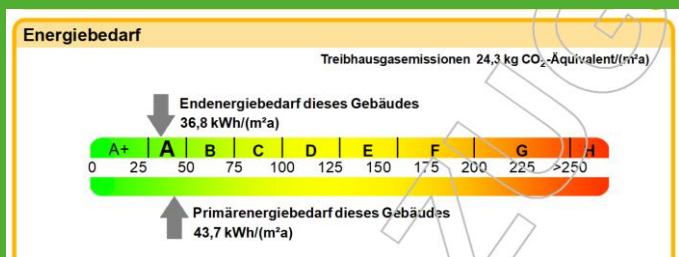 Energiebedarf
Treibhausgasemissionen 24,3 kg CO₂-Äquivalent/(m²a)
Endenergiebedarf dieses Gebäudes
36,8 kWh/(m²a)
A+ A B C D E F G H
0 25 50 75 100 125 150 175 200 225 >250
Primärenergiebedarf dieses Gebäudes
43,7 kWh/(m²a)
ZUG